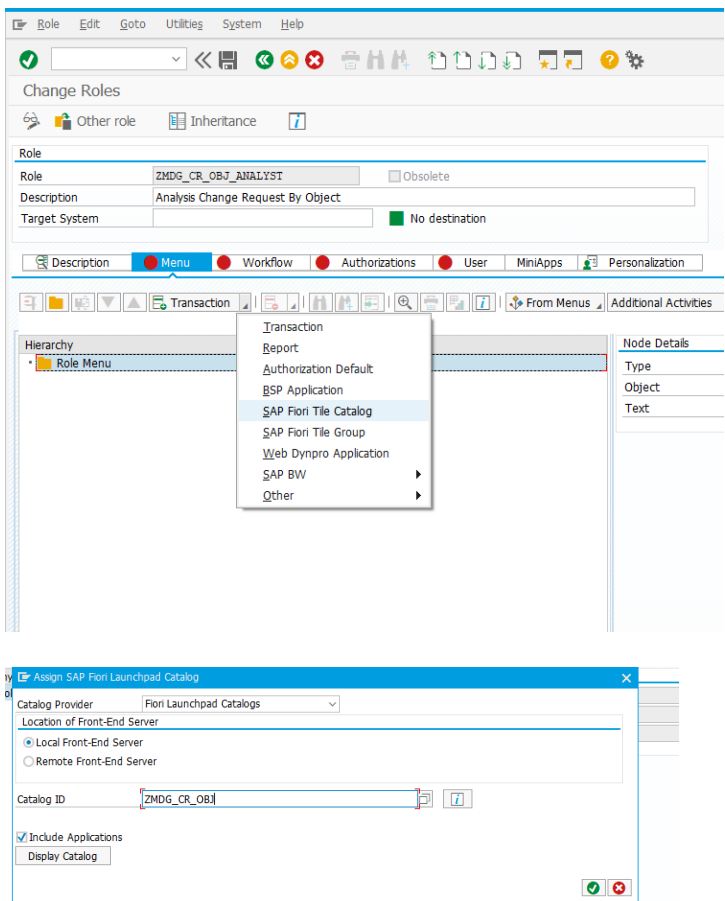 Role Edit Goto Utilities System Help
Change Roles
Other role Inheritance
Role
Role ZMDG_CR_OBJ_ANALYST Obsolete
Description Analysis Change Request By Object
Target System No destination
Description Menu Workflow Authorizations User MiniApps Personalization
Transaction From Menus Additional Activities
Transaction
Report
Authorization Default
BSP Application
SAP Fiori Tile Catalog
SAP Fiori Tile Group
Web Dynpro Application
SAP BW
Other
Hierarchy
Role Menu
Node Details
Type
Object
Text
Assign SAP Fiori Launchpad Catalog
Catalog Provider Fiori Launchpad Catalogs
Location of Front-End Server
Local Front-End Server
Remote Front-End Server
Catalog ID ZMDG_CR_OBJ
Include Applications
Display Catalog